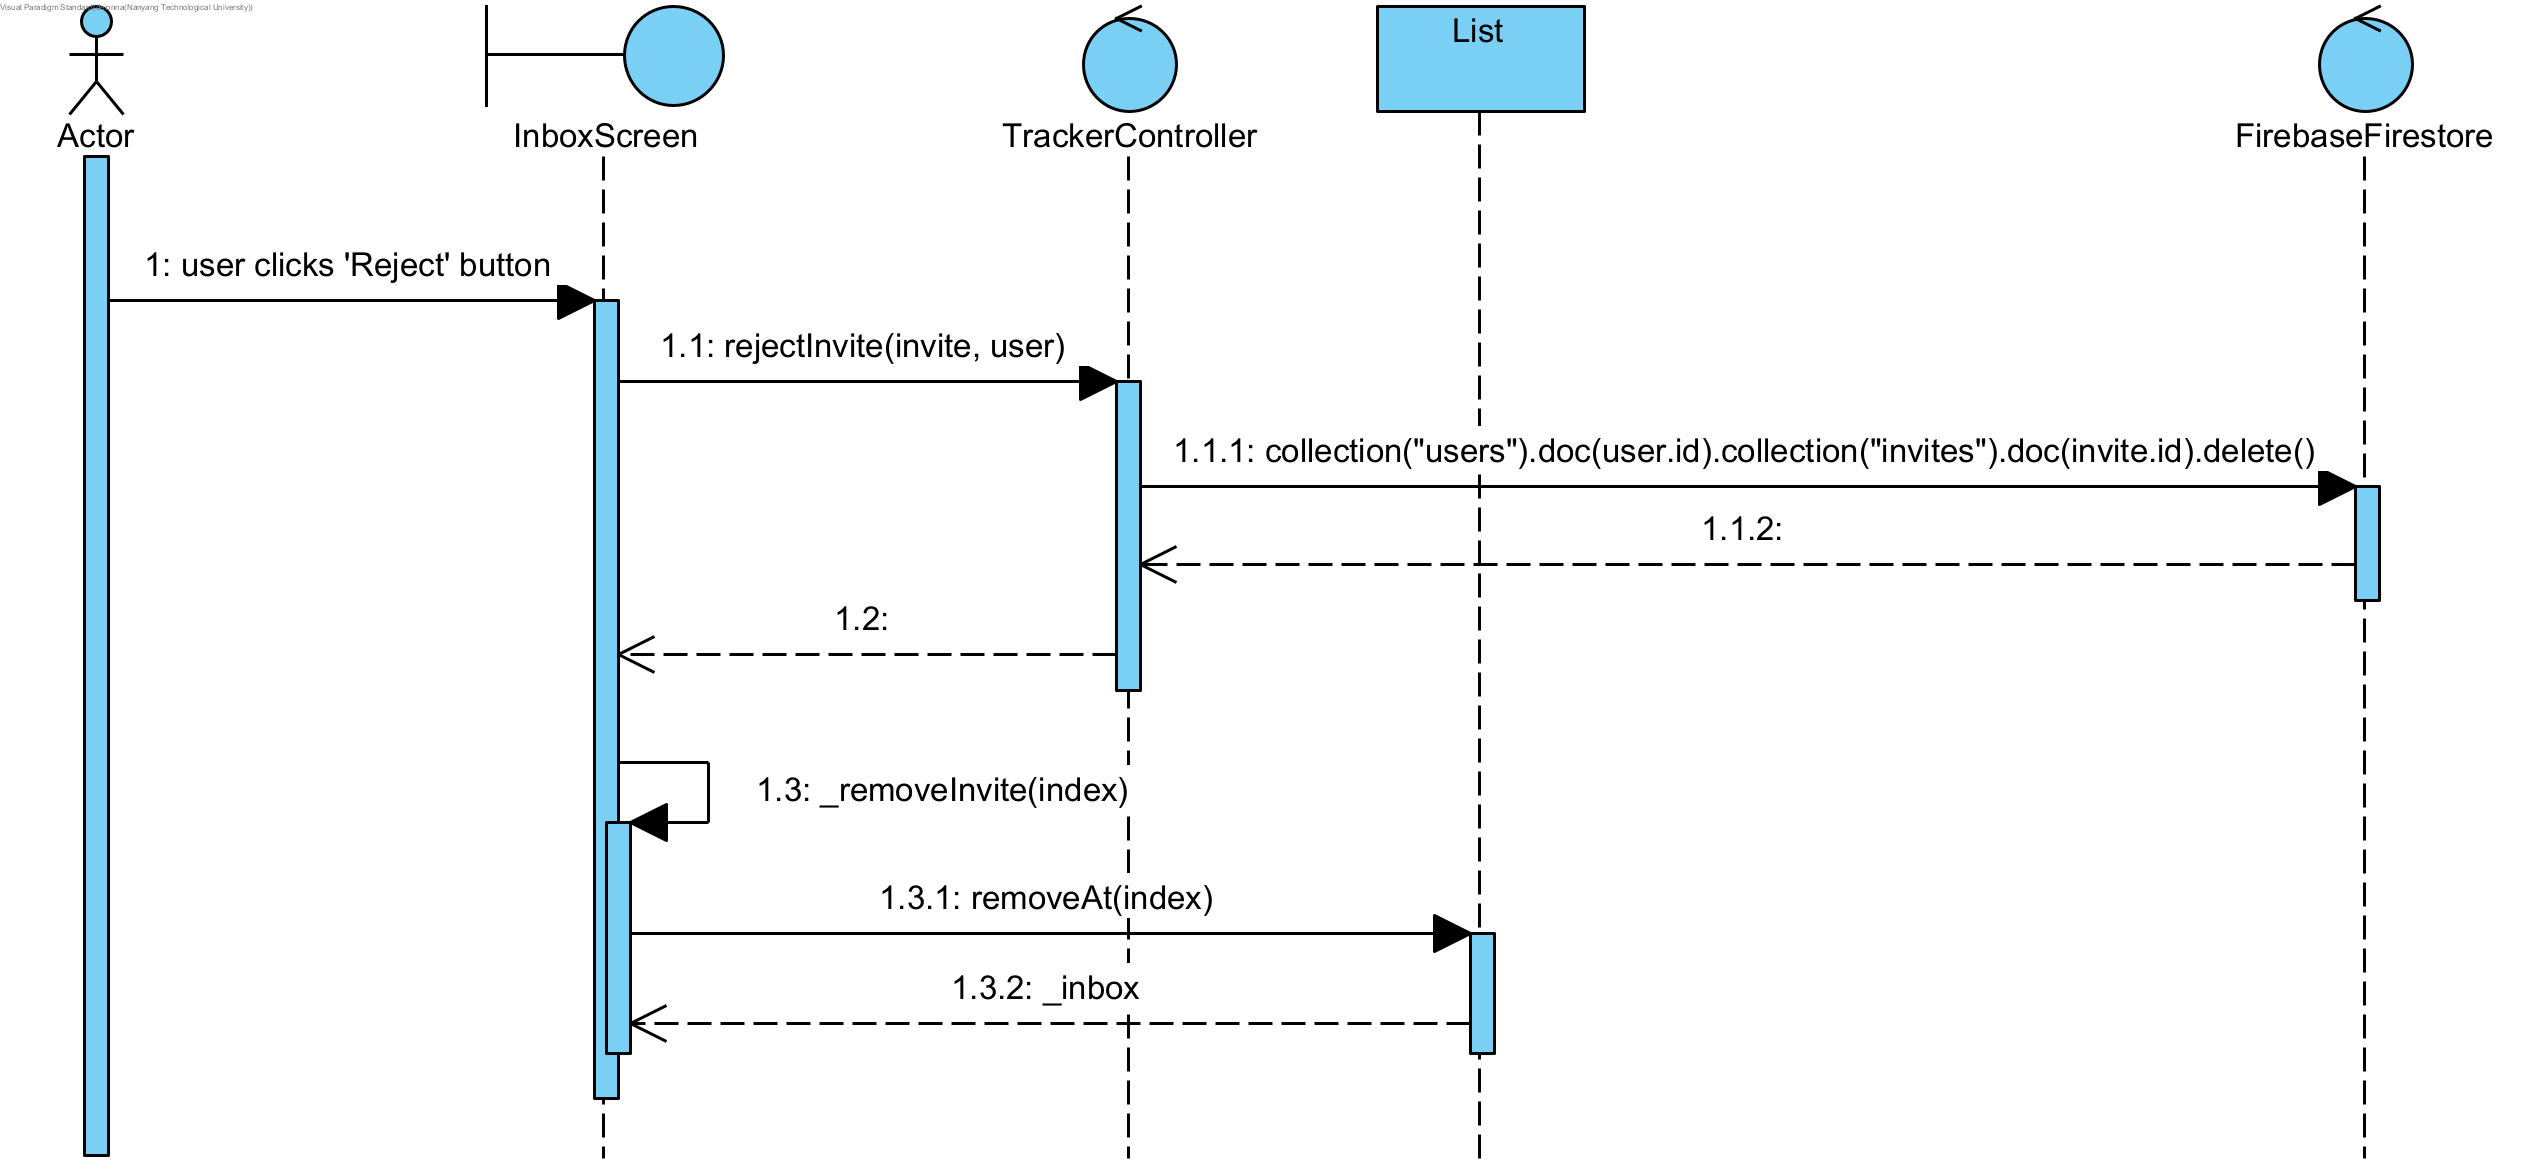 Visual Paradigm Standard(
(Nanyang Technological University))
Actor
InboxScreen
TrackerController
List
FirebaseFirestore
1: user clicks 'Reject' button
1.1: rejectInvite(invite, user)
1.1.1: collection("users").doc(user.id).collection("invites").doc(invite.id).delete()
1.1.2:
1.2:
1.3: _removeInvite(index)
1.3.1: removeAt(index)
1.3.2: _inbox